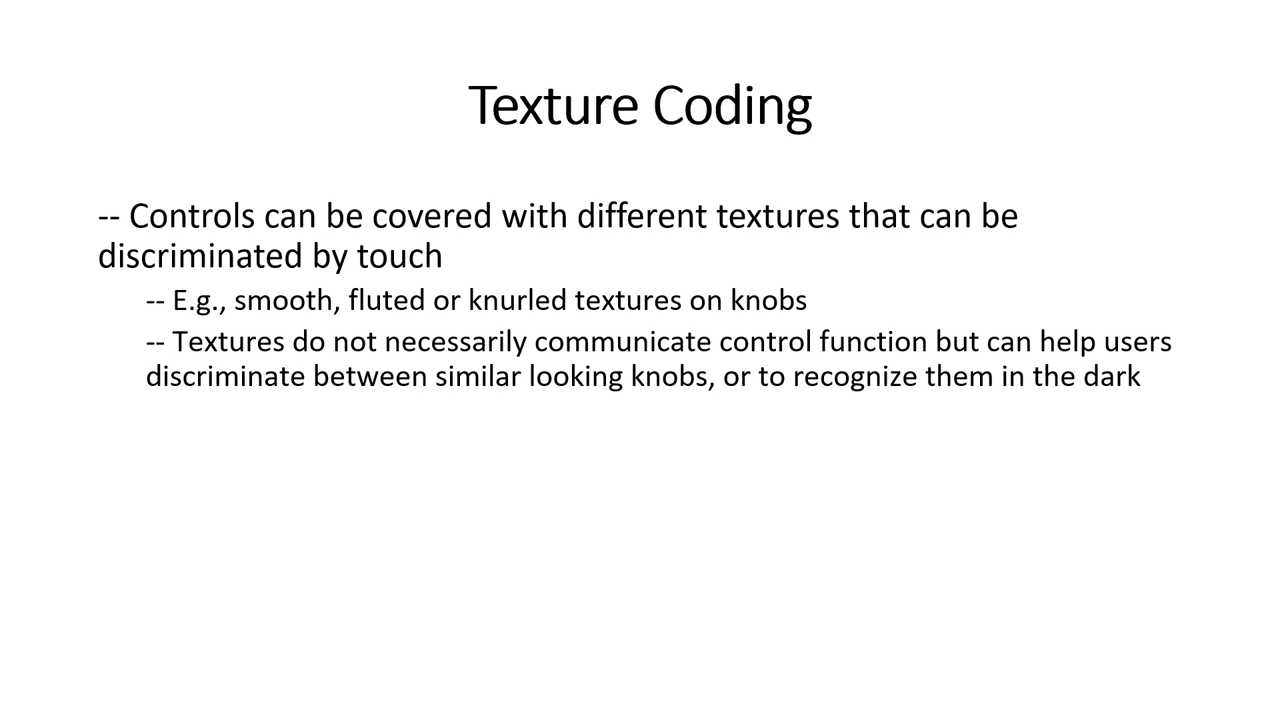 Texture Coding
-- Controls can be covered with different textures that can be
discriminated by touch
-- E.g., smooth, fluted or knurled textures on knobs
-- Textures do not necessarily communicate control function but can help users
discriminate between similar looking knobs, or to recognize them in the dark